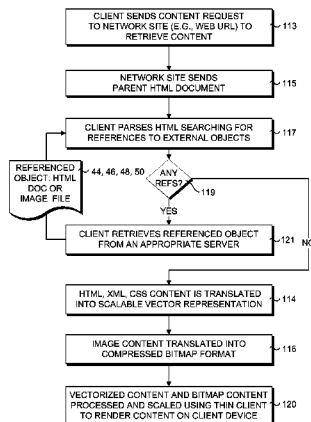 CLIENT SENDS CONTENT REQUEST
TO NETWORK SITE (E.G., WEB URL) TO
RETRIEVE CONTENT
113
NETWORK SITE SENDS
PARENT HTML DOCUMENT
115
CLIENT PARSES HTML SEARCHING FOR
REFERENCES TO EXTERNAL OBJECTS
117
REFERENCED
OBJECT: HTML
DOC OR
IMAGE FILE
44, 46, 48, 50
ANY
REFS?
119
YES
NO
CLIENT RETRIEVES REFERENCED OBJECT
FROM AN APPROPRIATE SERVER
121
HTML, XML, CSS CONTENT IS TRANSLATED
INTO SCALABLE VECTOR REPRESENTATION
114
IMAGE CONTENT TRANSLATED INTO
COMPRESSED BITMAP FORMAT
116
VECTORIZED CONTENT AND BITMAP CONTENT
PROCESSED AND SCALED USING THIN CLIENT
TO RENDER CONTENT ON CLIENT DEVICE
120